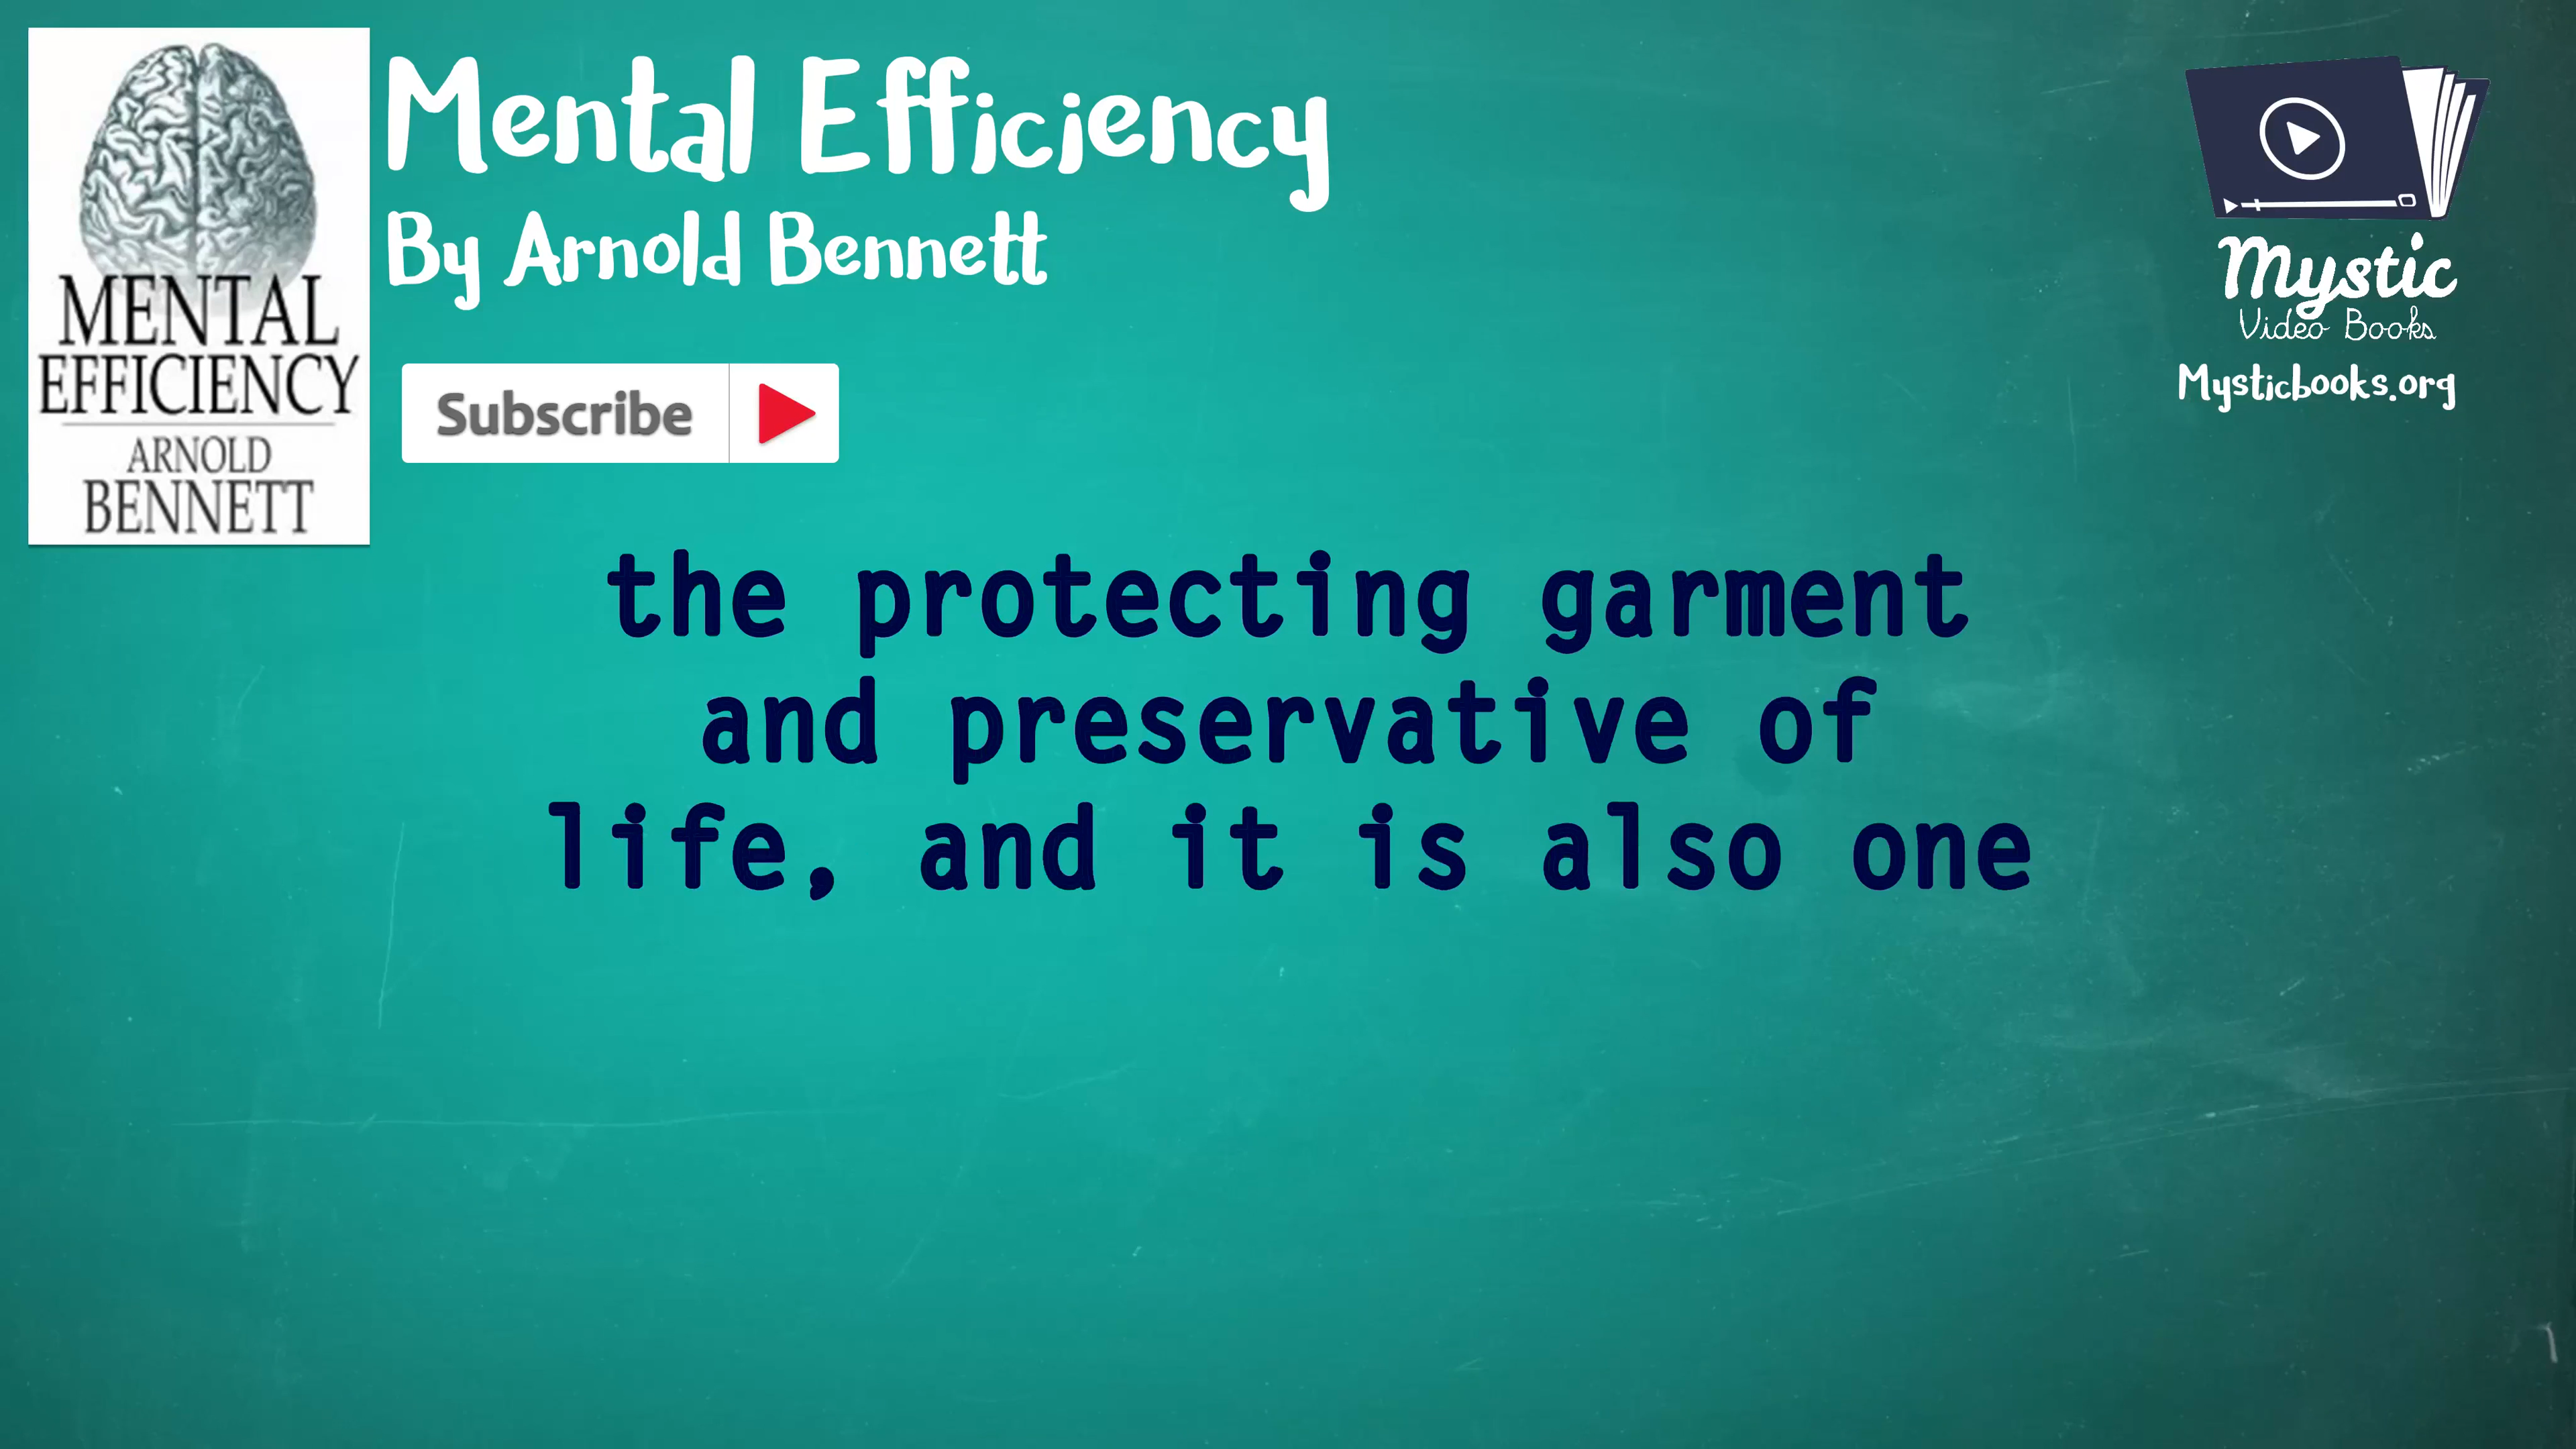 Mental Efficiency
By Arnold Bennett
MENTAL
EFFICIENCY
ARNOLD
BENNETT
Subscribe
Mystic
Video Books
Mysticbooks.org
the protecting garment
and preservative of
life, and it is also one